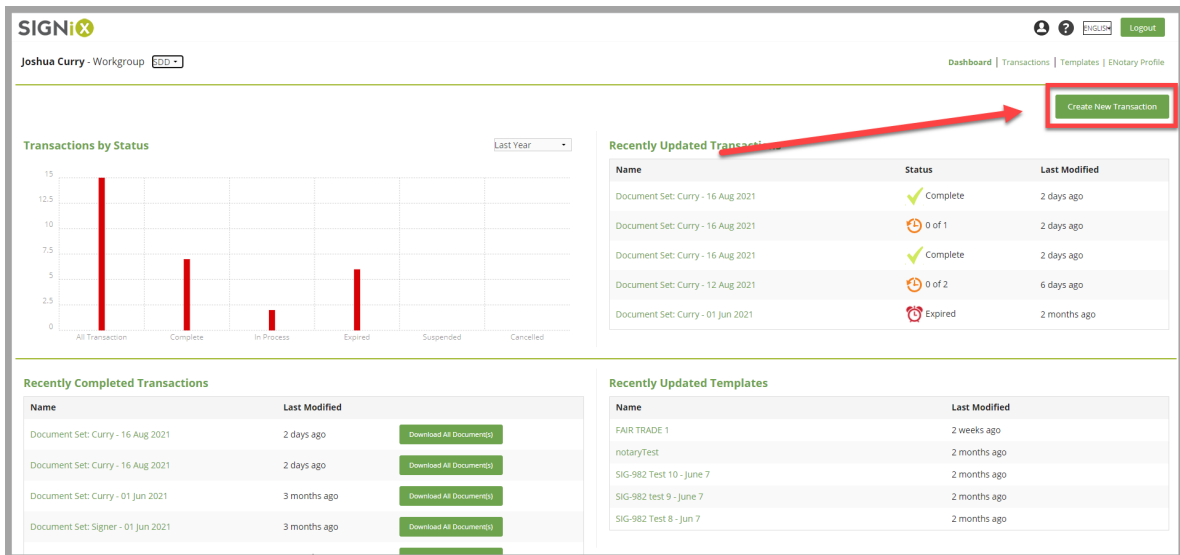 SIGNiX
ENGLISH Logout
Joshua Curry - Workgroup SDD
Dashboard | Transactions | Templates | ENotary Profile
Create New Transaction
Transactions by Status Last Year
15
12.5
10
7.5
5
2.5
0
All Transaction Complete In Process Expired Suspended Cancelled
Recently Updated Transactions
Name Status Last Modified
Document Set: Curry - 16 Aug 2021 Complete 2 days ago
Document Set: Curry - 16 Aug 2021 0 of 1 2 days ago
Document Set: Curry - 16 Aug 2021 Complete 2 days ago
Document Set: Curry - 12 Aug 2021 0 of 2 6 days ago
Document Set: Curry - 01 Jun 2021 Expired 2 months ago
Recently Completed Transactions
Name Last Modified
Document Set: Curry - 16 Aug 2021 2 days ago Download All Document(s)
Document Set: Curry - 16 Aug 2021 2 days ago Download All Document(s)
Document Set: Curry - 01 Jun 2021 3 months ago Download All Document(s)
Document Set: Signer - 01 Jun 2021 3 months ago Download All Document(s)
Recently Updated Templates
Name Last Modified
FAIR TRADE 1 2 weeks ago
notaryTest 2 months ago
SIG-982 Test 10 - June 7 2 months ago
SIG-982 test 9 - June 7 2 months ago
SIG-982 Test 8 - Jun 7 2 months ago